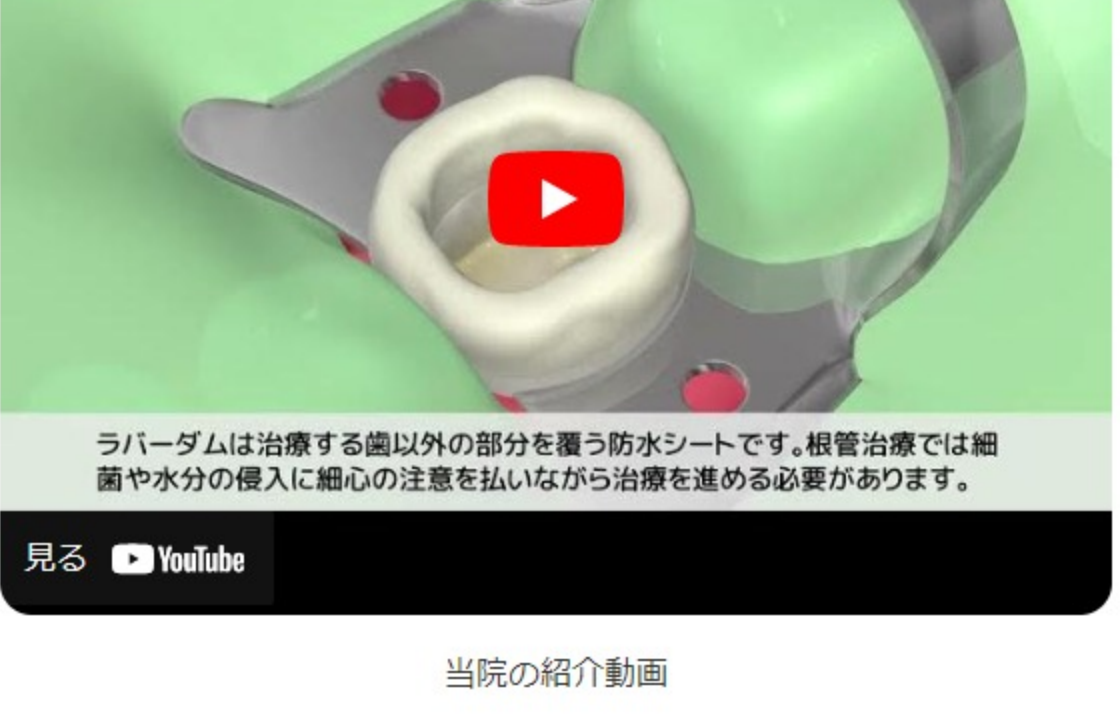 ラバーダムは治療する歯以外の部分を覆う防水シートです。根管治療では細
菌や水分の侵入に細心の注意を払いながら治療を進める必要があります。
見る YouTube
当院の紹介動画